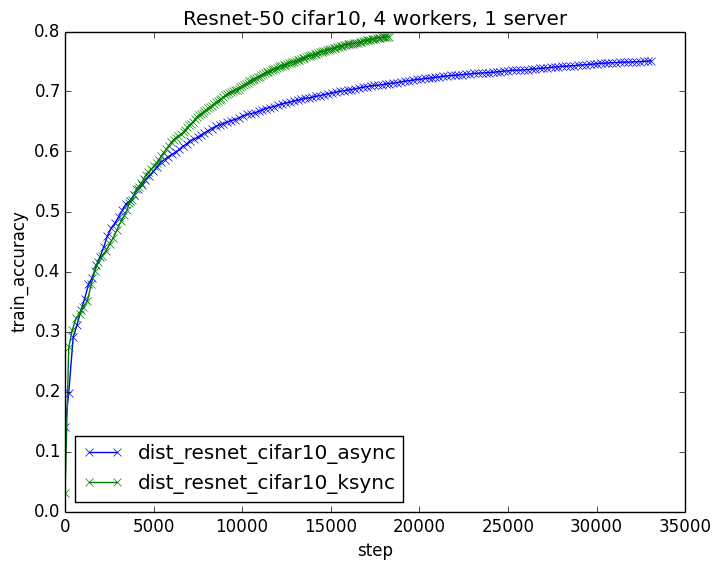 Resnet-50 cifar10, 4 workers, 1 server
0.8
0.7
0.6
0.5
0.4
0.3
0.2
0.1
0.0
train_accuracy
dist_resnet_cifar10_async
dist_resnet_cifar10_ksync
0 5000 10000 15000 20000 25000 30000 35000
step